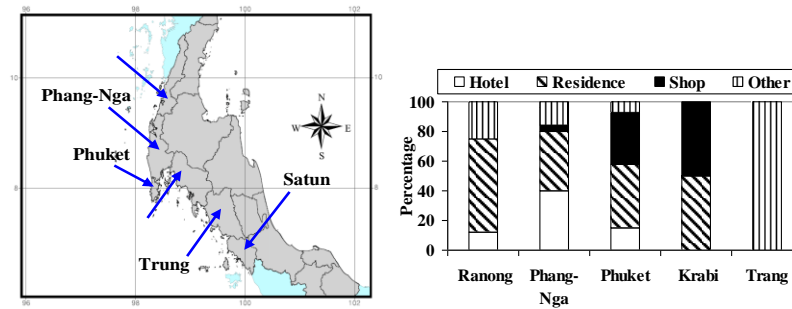 Phang-Nga
Phuket
Trung
Satun
N
W E
S
10
8
10
8
96
98
100
102
96
98
100
102
Hotel Residence Shop Other
Percentage
100
80
60
40
20
0
Ranong Phang-Nga Phuket Krabi Trang